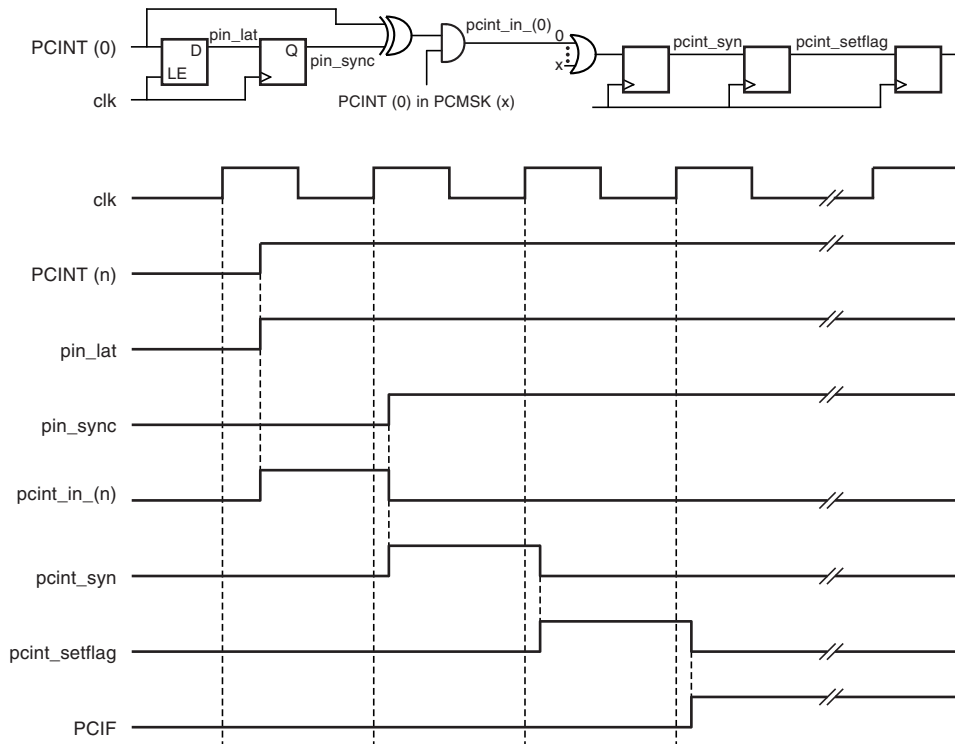 pcint_in_(0)
PCINT (0)
pin_lat
D
LE
Q
pin_sync
0
x
pcint_syn
pcint_setflag
clk
PCINT (0) in PCMSK (x)
clk
PCINT (n)
pin_lat
pin_sync
pcint_in_(n)
pcint_syn
pcint_setflag
PCIF